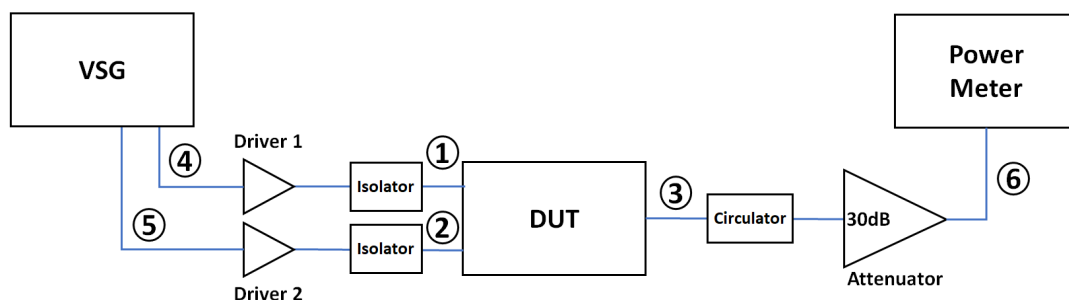 VSG
Power
Meter
Driver 1
④
Isolator
①
DUT
③
Circulator
30dB
⑥
⑤
Isolator
②
Attenuator
Driver 2